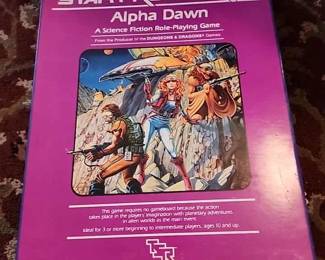 Alpha Dawn
A Science Fiction Role-Playing Game
From the Producer of the DUNGEONS & DRAGONS® Games
This game requires no gameboard because the action
takes place in the players' imagination with planetary adventures
in alien worlds as the main event.
Ideal for 3 or more beginning to intermediate players, ages 10 and up.
TSR